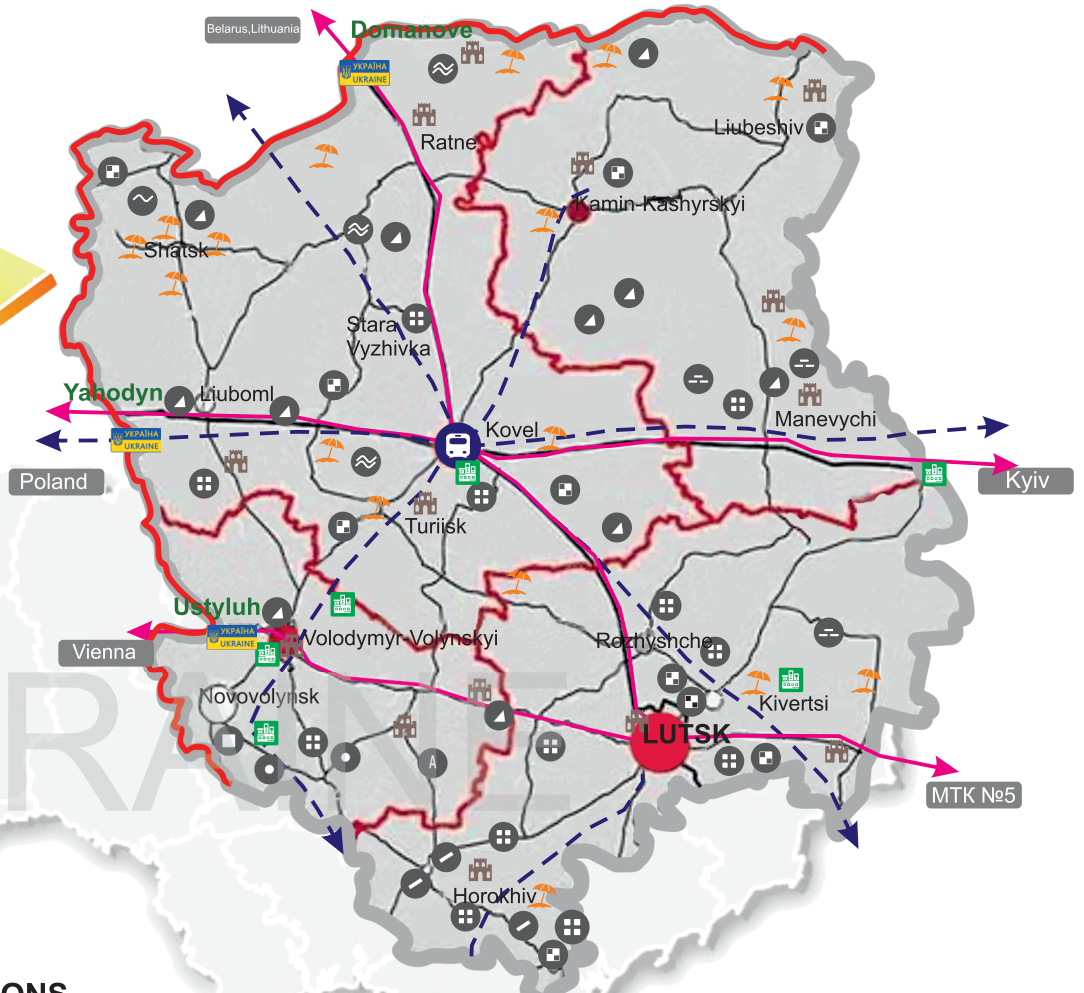 Belarus,Lithuania
Domanove
УКРАЇНА
UKRAINE
Ratne
Liubeshiv
Kamin-Kashyrskyi
Shatsk
Stara
Vyzhivka
Yahodyn
Liuboml
Manevychi
Kovel
УКРАЇНА
UKRAINE
Poland
Kyiv
Turiisk
Ustyluh
УКРАЇНА
UKRAINE
Volodymyr-Volynskyi
Rozhyshche
Vienna
Novovolynsk
Kivertsi
LUTSK
RAINE
A
МТК №5
Horokhiv
ONS